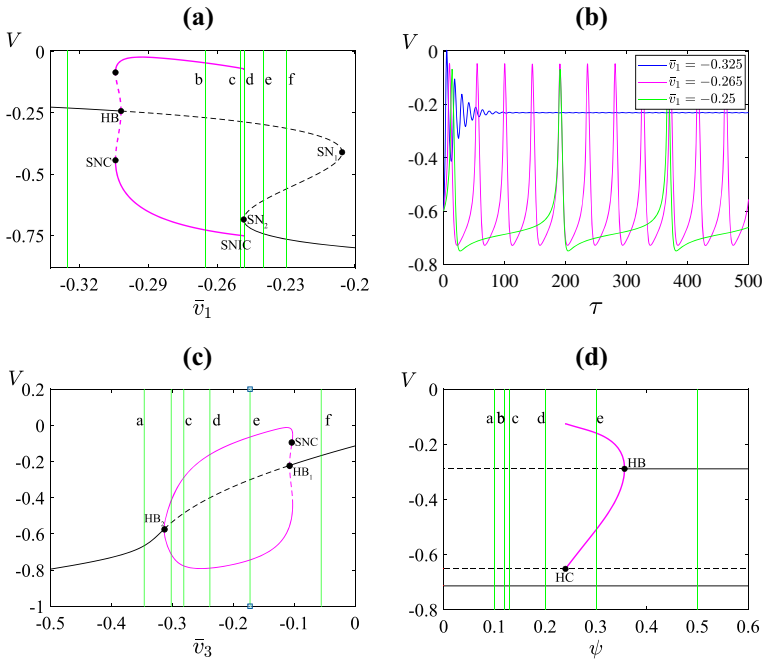 (a)
V
0
-0.25
-0.5
-0.75
b c d e f
HB
SNC
SN1
SN2
SNIC
-0.32 -0.29 -0.26 -0.23 -0.2
v̄1
(b)
V
0
-0.2
-0.4
-0.6
-0.8
v̄1 = −0.325
v̄1 = −0.265
v̄1 = −0.25
0 100 200 300 400 500
τ
(c)
V
0.2
0
-0.2
-0.4
-0.6
-0.8
-1
a c d e f
SNC
HB1
HB
-0.5 -0.4 -0.3 -0.2 -0.1 0
v̄3
(d)
V
0
-0.2
-0.4
-0.6
-0.8
a b c d e
HB
HC
0 0.1 0.2 0.3 0.4 0.5 0.6
ψ